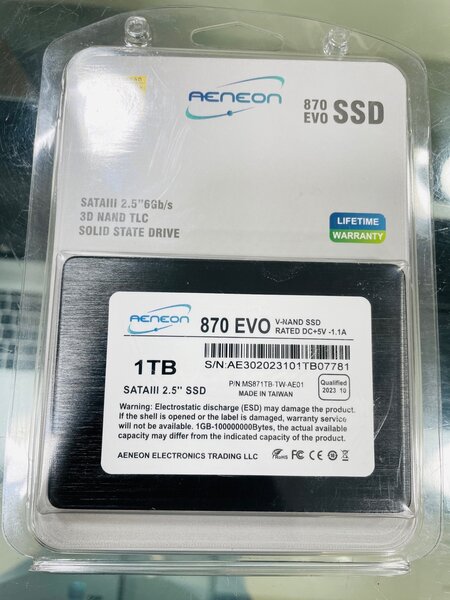 AENEON
870
EVO SSD
SATAIII 2.5"6Gb/s
3D NAND TLC
SOLID STATE DRIVE
LIFETIME
WARRANTY
AENEON
870 EVO
V-NAND SSD
RATED DC+5V -1.1A
1TB
S/N:AE302023101TB07781
SATAIII 2.5" SSD
P/N MS871TB-TW-AE01
MADE IN TAIWAN
Qualified
2023 10
Warning: Electrostatic discharge (ESD) may damage the product.
If the shell is opened or the label is damaged, warranty service
will not be available. 1GB-100000000Bytes, the actual available
capacity may differ from the indicated capacity of the product.
AENEON ELECTRONICS TRADING LLC
RoHS FC CE